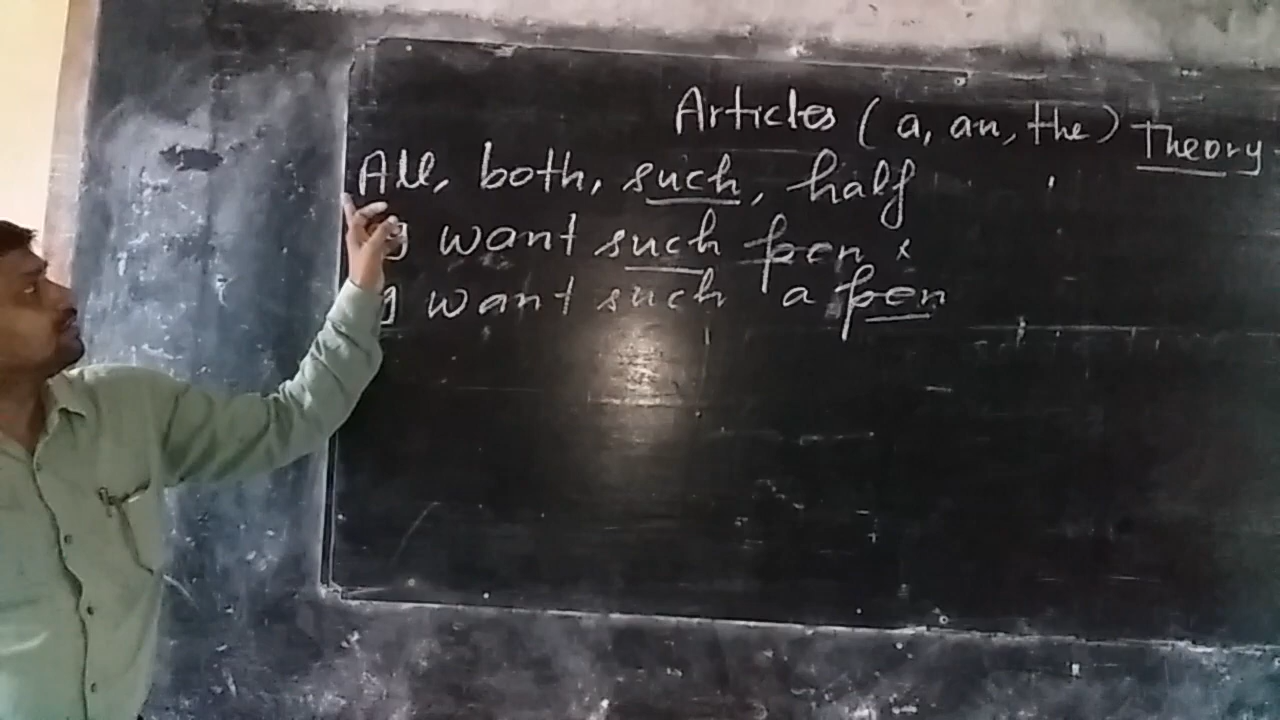 Articles (a, an, the) Theory-
All, both, such, half
I want such pen ×
I want such a pen